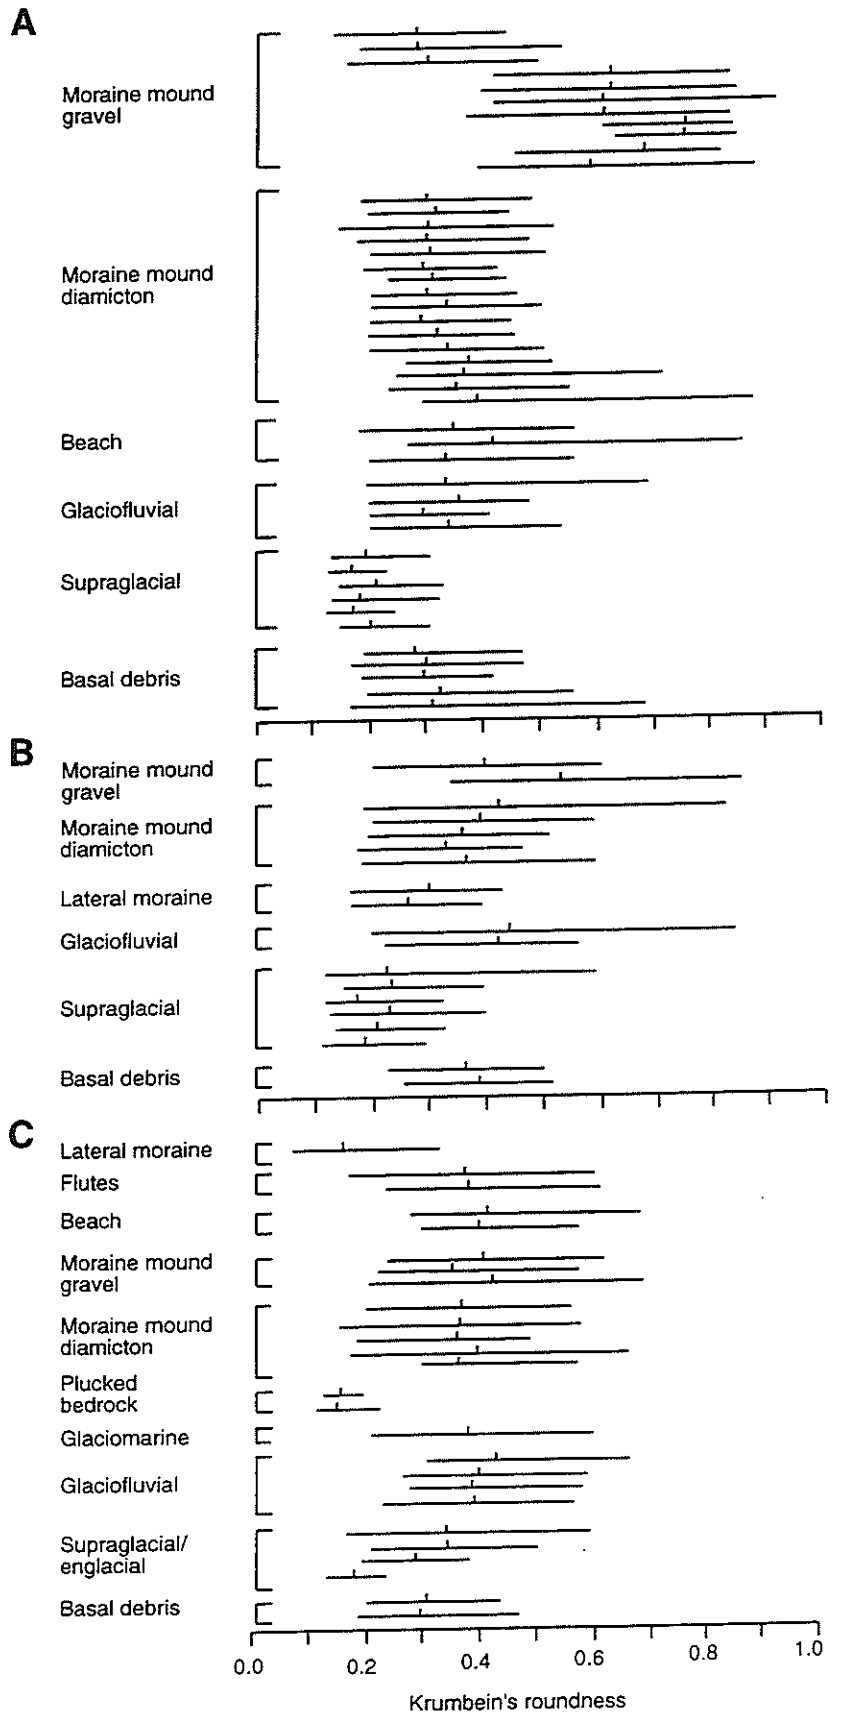 A
Moraine mound
gravel
Moraine mound
diamicton
Beach
Glaciofluvial
Supraglacial
Basal debris
B
Moraine mound
gravel
Moraine mound
diamicton
Lateral moraine
Glaciofluvial
Supraglacial
Basal debris
C
Lateral moraine
Flutes
Beach
Moraine mound
gravel
Moraine mound
diamicton
Plucked
bedrock
Glaciomarine
Glaciofluvial
Supraglacial/
englacial
Basal debris
0.0 0.2 0.4 0.6 0.8 1.0
Krumbein's roundness